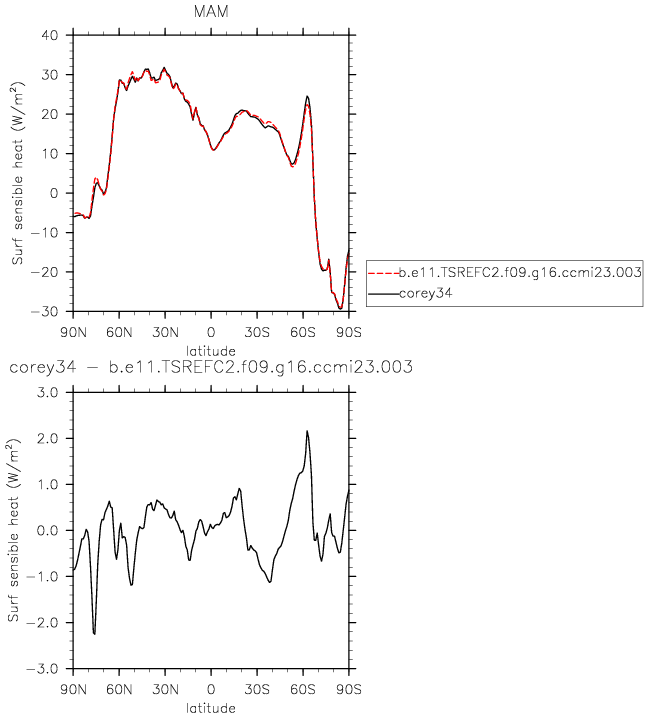 MAM
Surf sensible heat (W/m²)
40
30
20
10
0
−10
−20
−30
90N 60N 30N 0 30S 60S 90S
latitude
b.e11.TSREFC2.f09.g16.ccmi23.003
corey34
corey34 − b.e11.TSREFC2.f09.g16.ccmi23.003
Surf sensible heat (W/m²)
3.0
2.0
1.0
0.0
−1.0
−2.0
−3.0
90N 60N 30N 0 30S 60S 90S
latitude